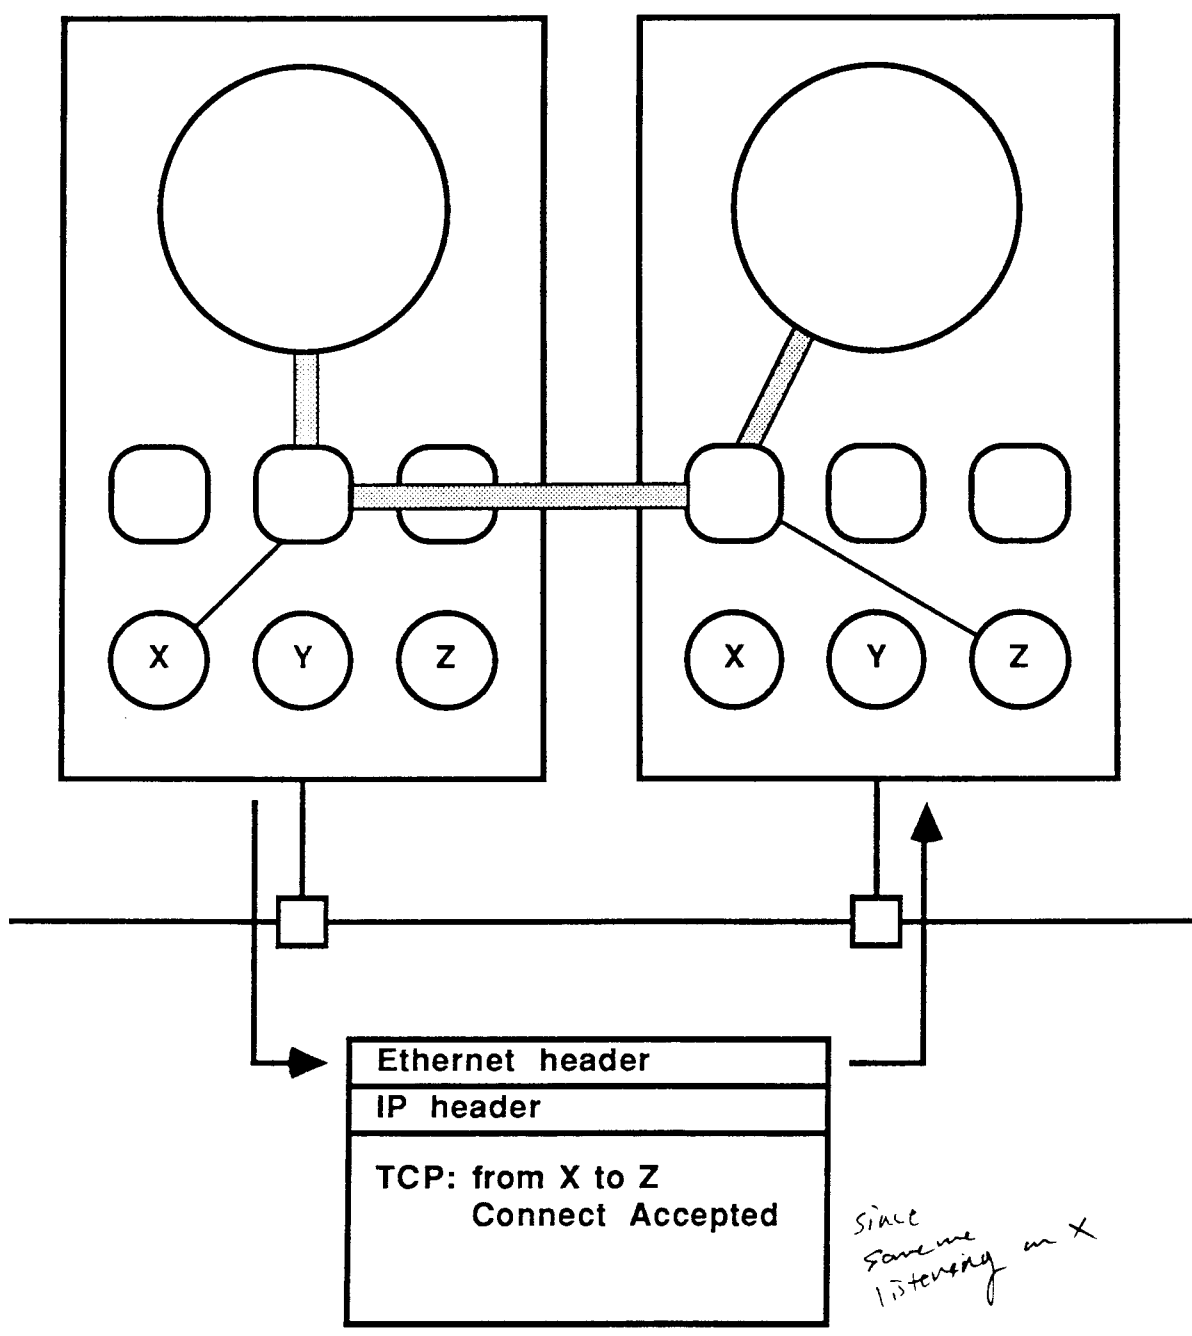 X Y Z X Y Z
Ethernet header
IP header
TCP: from X to Z
Connect Accepted
since
someone
listening on X